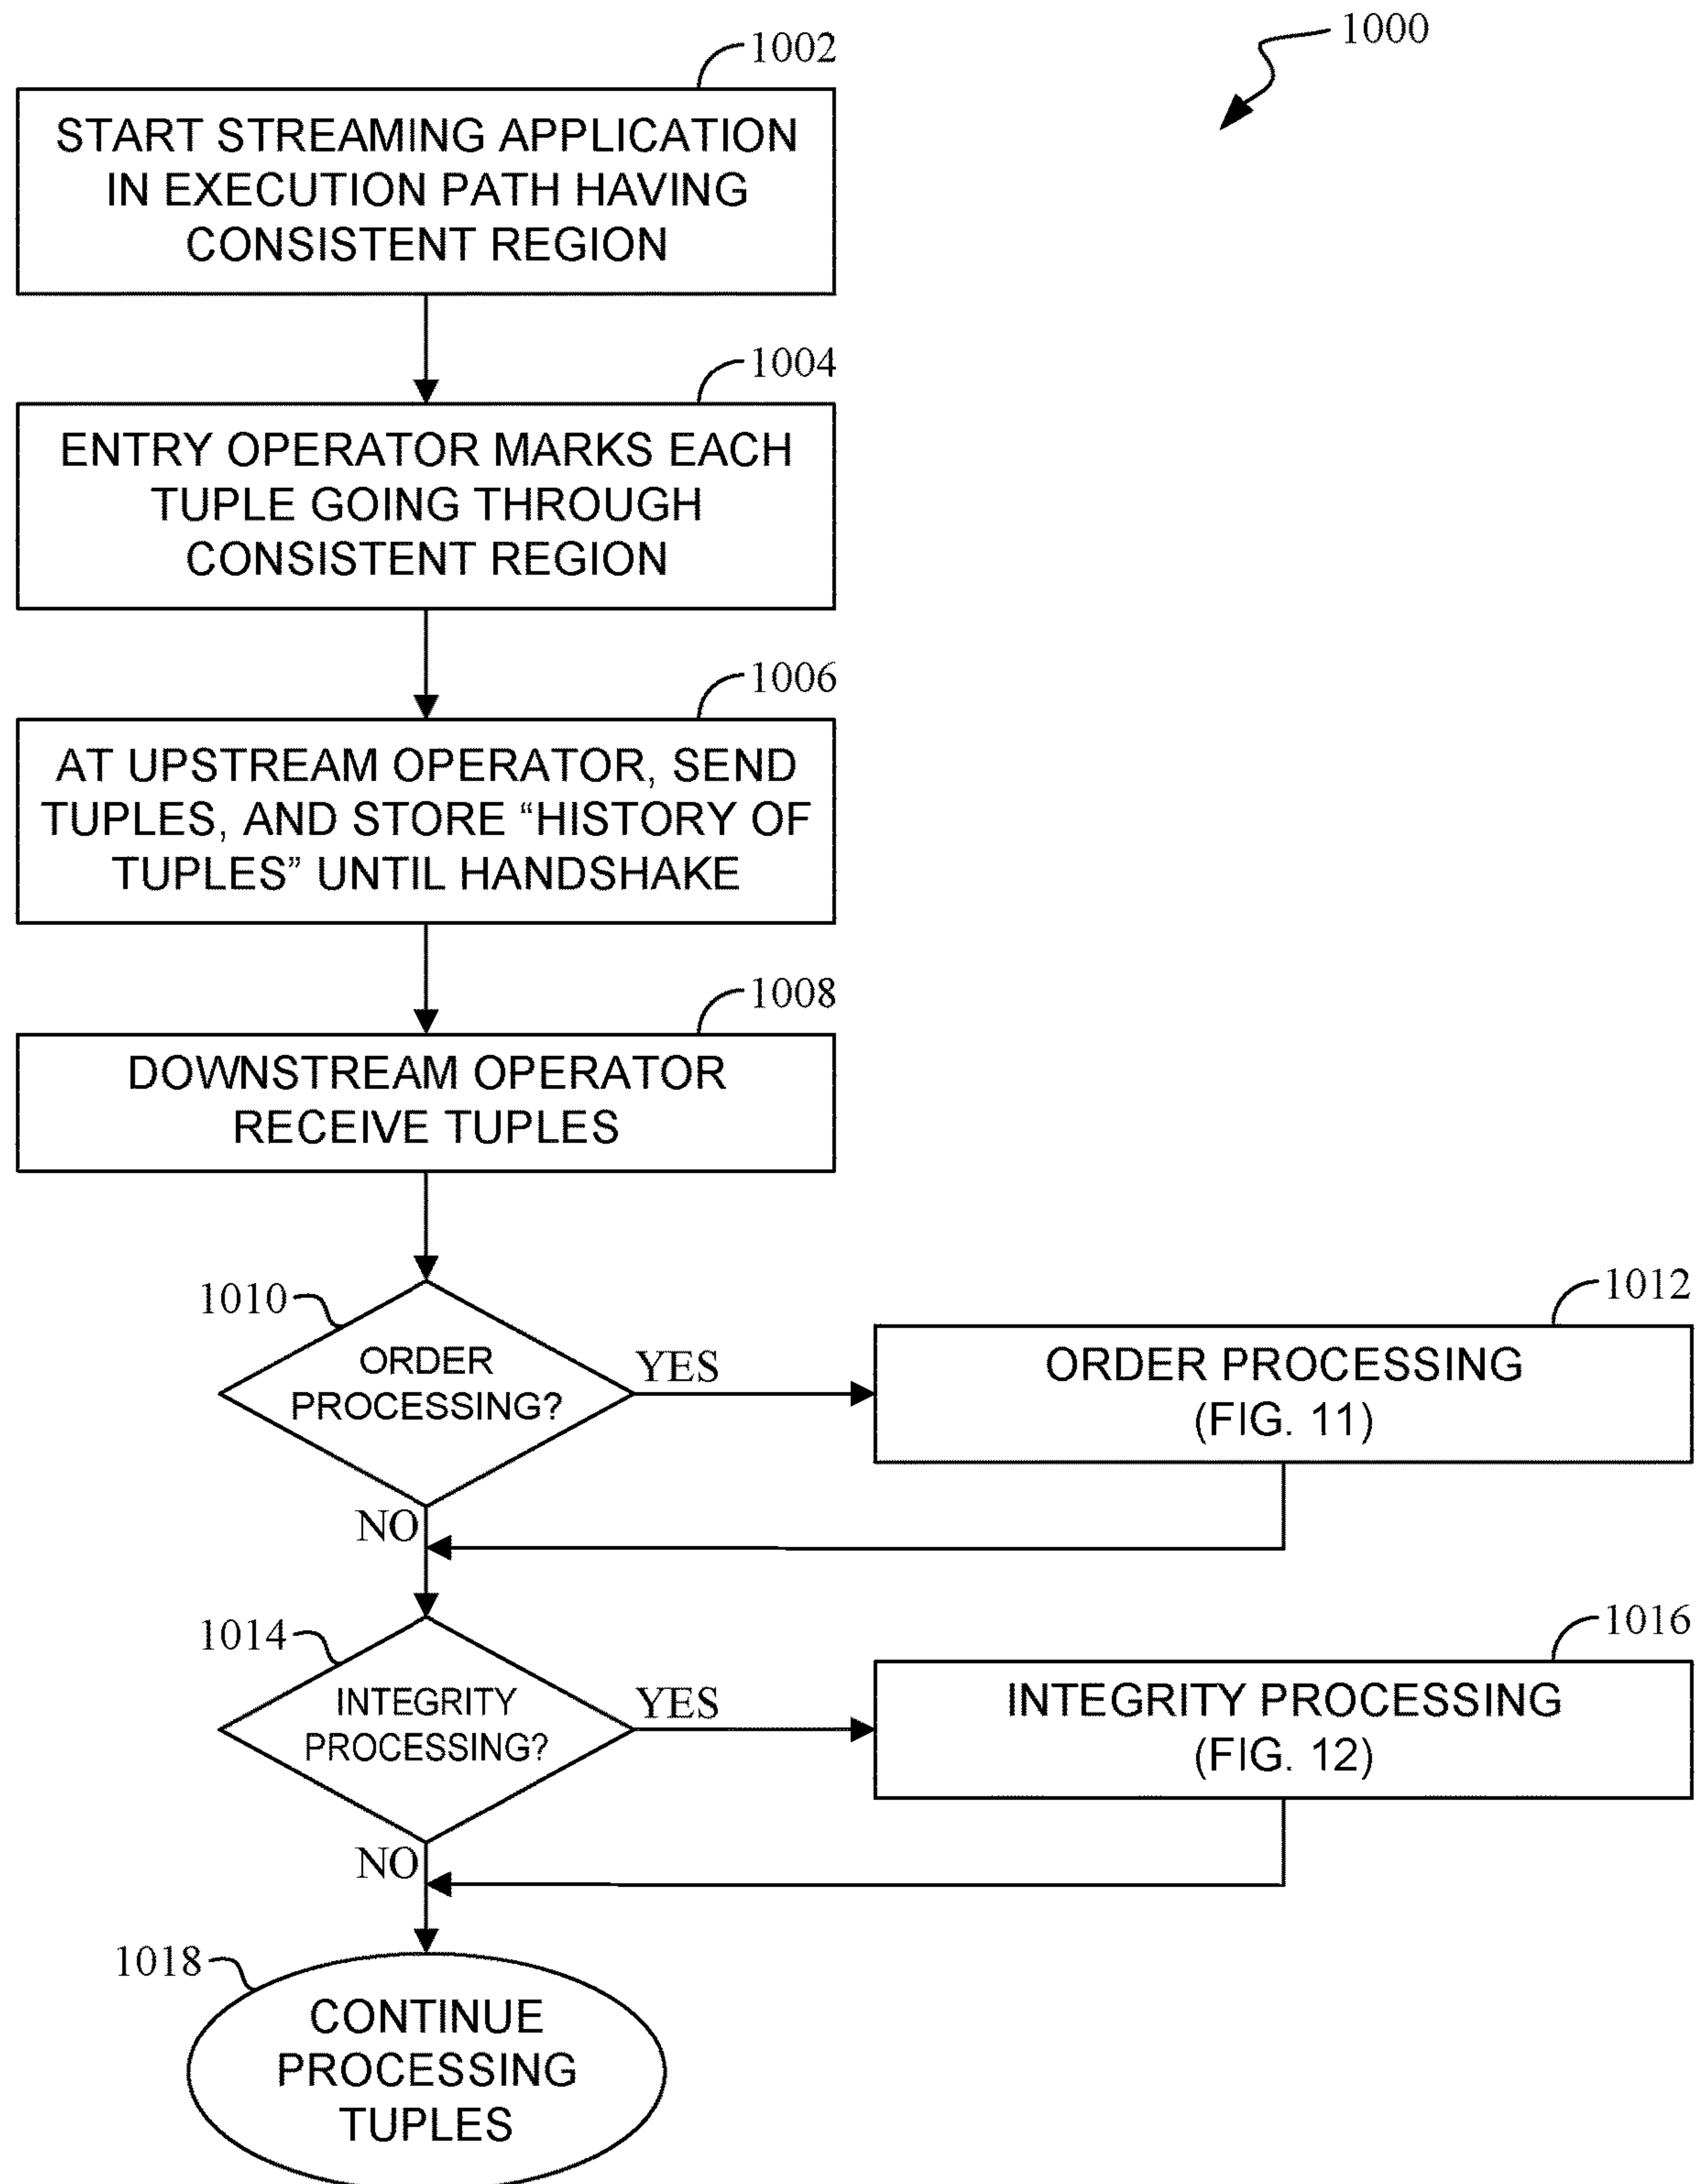 1000
1002
START STREAMING APPLICATION
IN EXECUTION PATH HAVING
CONSISTENT REGION
1004
ENTRY OPERATOR MARKS EACH
TUPLE GOING THROUGH
CONSISTENT REGION
1006
AT UPSTREAM OPERATOR, SEND
TUPLES, AND STORE “HISTORY OF
TUPLES” UNTIL HANDSHAKE
1008
DOWNSTREAM OPERATOR
RECEIVE TUPLES
1010
ORDER
PROCESSING?
YES
1012
ORDER PROCESSING
(FIG. 11)
NO
1014
INTEGRITY
PROCESSING?
YES
1016
INTEGRITY PROCESSING
(FIG. 12)
NO
1018
CONTINUE
PROCESSING
TUPLES